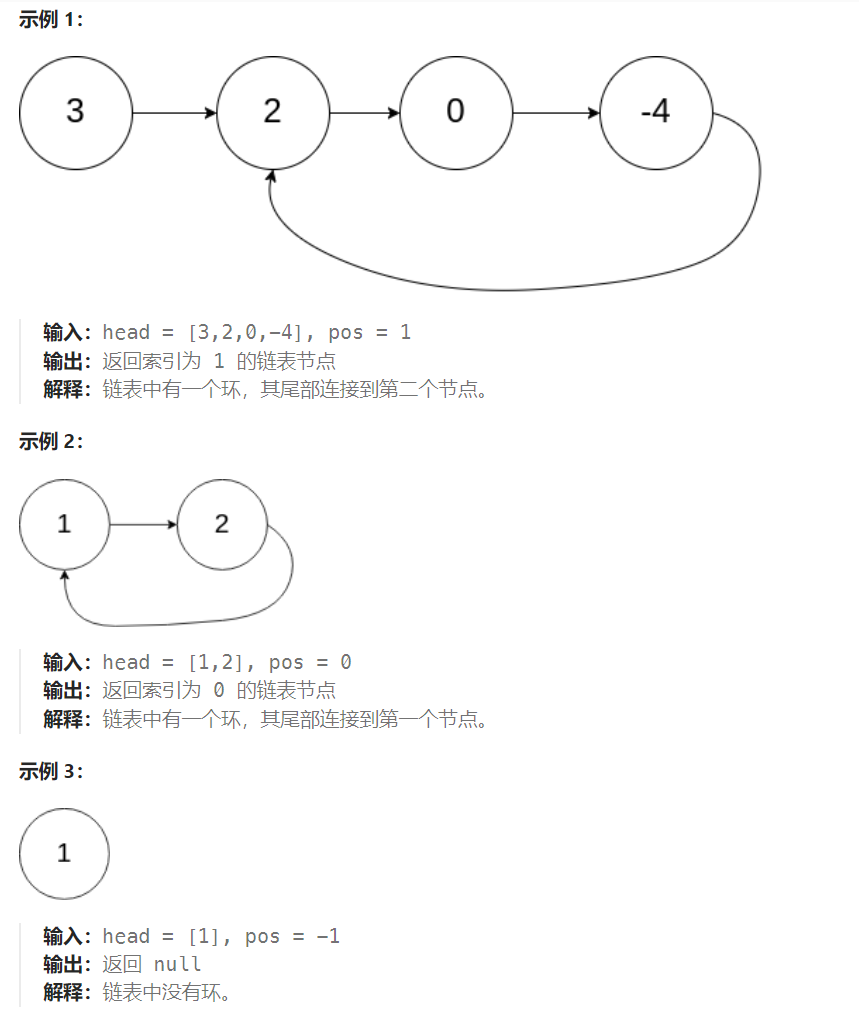 示例 1：
3 2 0 -4
输入：head = [3,2,0,-4], pos = 1
输出：返回索引为 1 的链表节点
解释：链表中有一个环，其尾部连接到第二个节点。
示例 2：
1 2
输入：head = [1,2], pos = 0
输出：返回索引为 0 的链表节点
解释：链表中有一个环，其尾部连接到第一个节点。
示例 3：
1
输入：head = [1], pos = -1
输出：返回 null
解释：链表中没有环。